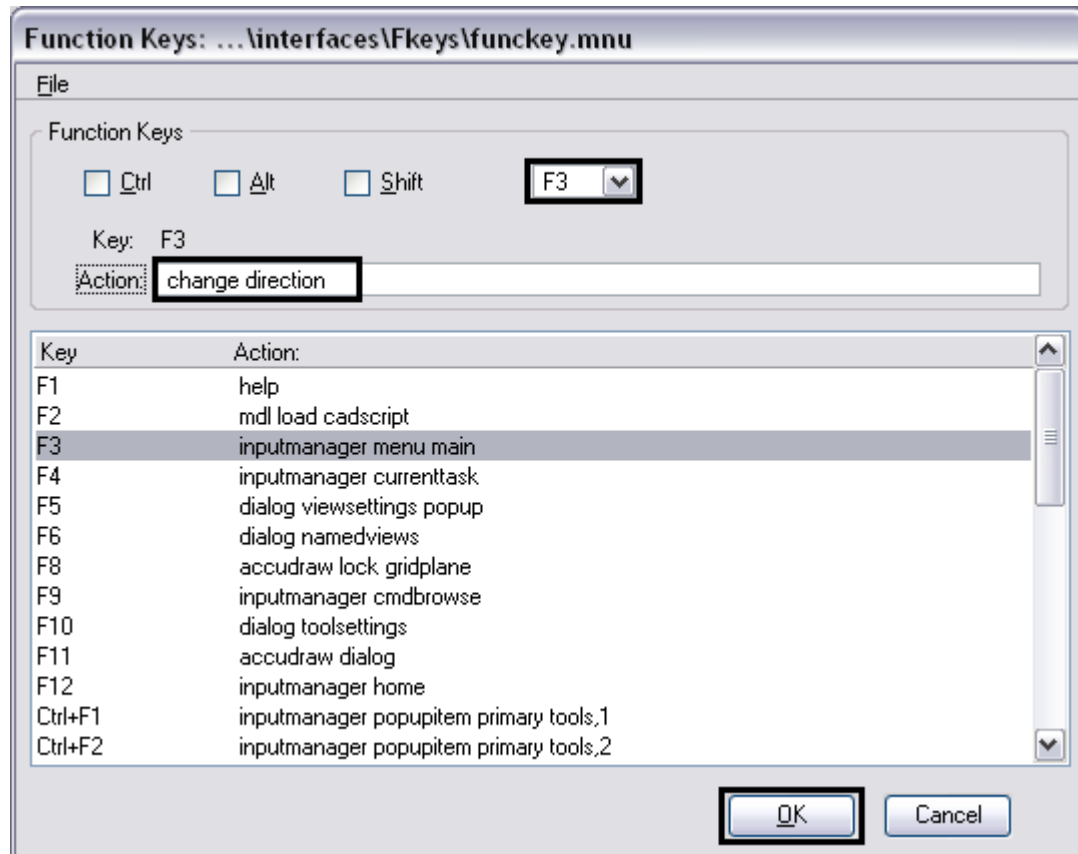 Function Keys: ...\interfaces\Fkeys\funckey.mnu
File
Function Keys
Ctrl Alt Shift F3
Key: F3
Action: change direction
Key Action:
F1 help
F2 mdl load cadscript
F3 inputmanager menu main
F4 inputmanager currenttask
F5 dialog viewsettings popup
F6 dialog namedviews
F8 accudraw lock gridplane
F9 inputmanager cmdbrowse
F10 dialog toolsettings
F11 accudraw dialog
F12 inputmanager home
Ctrl+F1 inputmanager popupitem primary tools,1
Ctrl+F2 inputmanager popupitem primary tools,2
OK Cancel